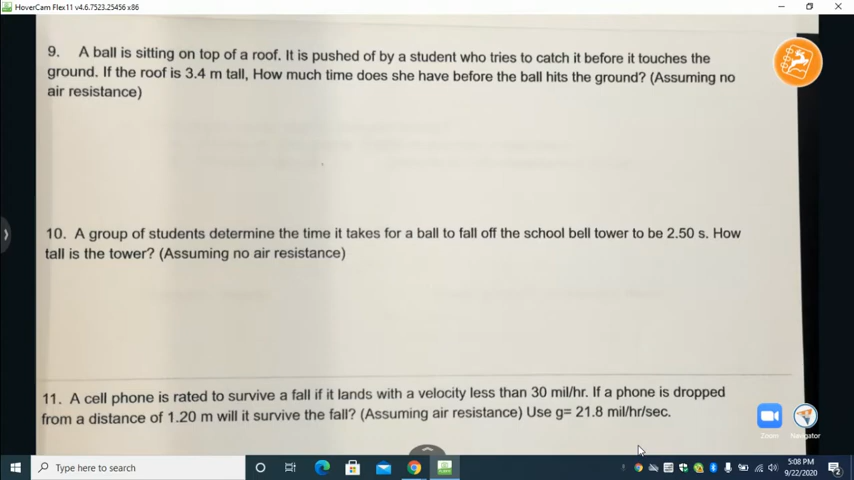 HoverCam Flex11 v4.6.7523.25456 x86
9. A ball is sitting on top of a roof. It is pushed of by a student who tries to catch it before it touches the
ground. If the roof is 3.4 m tall, How much time does she have before the ball hits the ground? (Assuming no
air resistance)
10. A group of students determine the time it takes for a ball to fall off the school bell tower to be 2.50 s. How
tall is the tower? (Assuming no air resistance)
11. A cell phone is rated to survive a fall if it lands with a velocity less than 30 mil/hr. If a phone is dropped
from a distance of 1.20 m will it survive the fall? (Assuming air resistance) Use g= 21.8 mil/hr/sec.
Zoom
Navigator
Type here to search
5:08 PM
9/22/2020
2